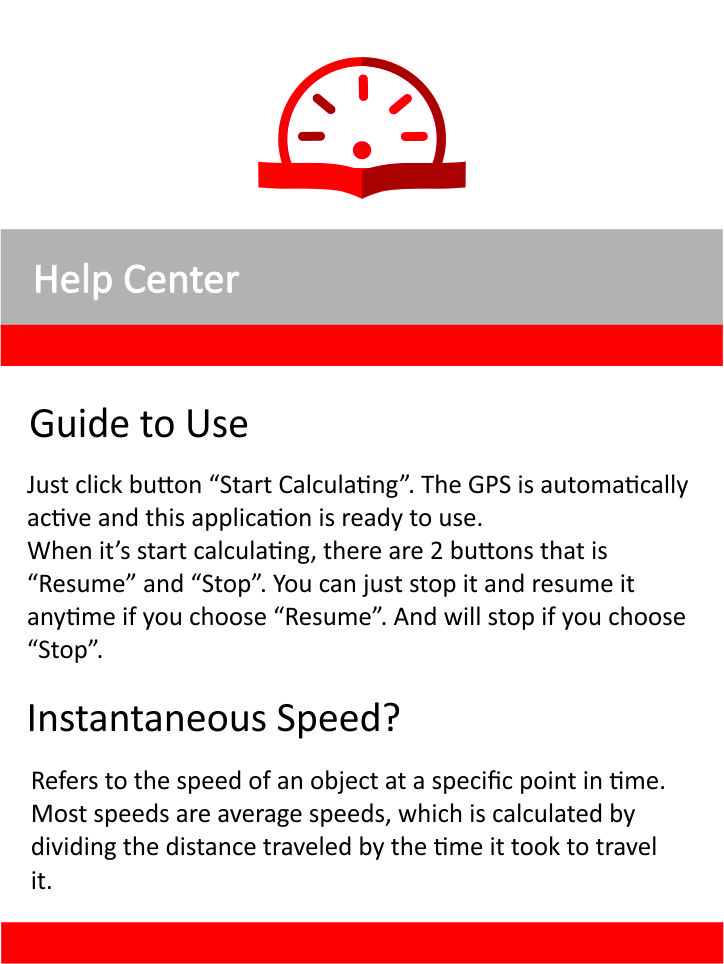 Help Center
Guide to Use
Just click button “Start Calculating”. The GPS is automatically
active and this application is ready to use.
When it’s start calculating, there are 2 buttons that is
“Resume” and “Stop”. You can just stop it and resume it
anytime if you choose “Resume”. And will stop if you choose
“Stop”.
Instantaneous Speed?
Refers to the speed of an object at a specific point in time.
Most speeds are average speeds, which is calculated by
dividing the distance traveled by the time it took to travel
it.